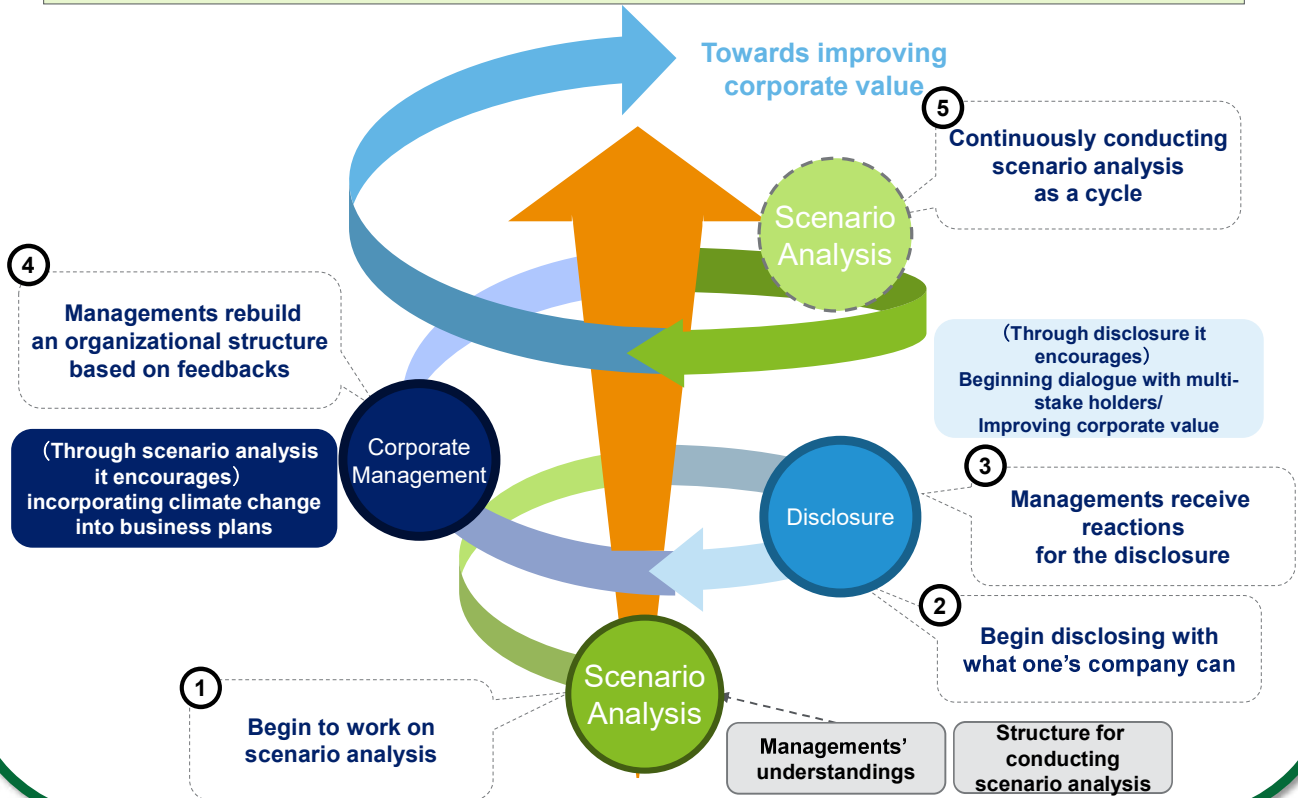 Towards improving
corporate value
5
Continuously conducting
scenario analysis
as a cycle
Scenario
Analysis
4
Managements rebuild
an organizational structure
based on feedbacks
（Through disclosure it
encourages）
Beginning dialogue with multi-
stake holders/
Improving corporate value
（Through scenario analysis
it encourages）
incorporating climate change
into business plans
Corporate
Management
Disclosure
3
Managements receive
reactions
for the disclosure
2
Begin disclosing with
what one’s company can
1
Begin to work on
scenario analysis
Scenario
Analysis
Managements’
understandings
Structure for
conducting
scenario analysis